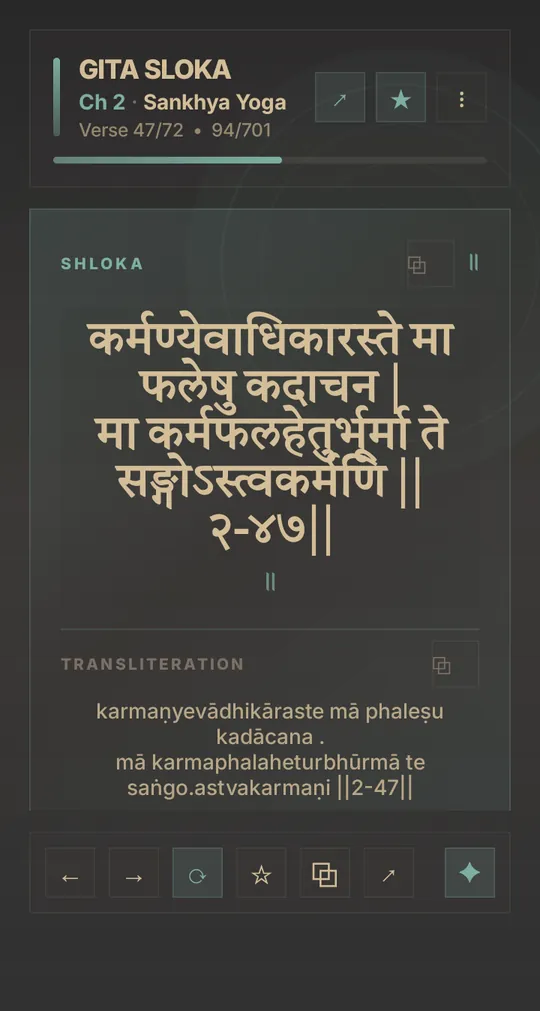 GITA SLOKA
Ch 2 · Sankhya Yoga
Verse 47/72 • 94/701
SHLOKA
॥
कर्मण्येवाधिकारस्ते मा
फलेषु कदाचन |
मा कर्मफलहेतुर्भूर्मा ते
सङ्गोऽस्त्वकर्मणि ||
२-४७||
॥
TRANSLITERATION
karmaṇyevādhikāraste mā phaleṣu
kadācana .
mā karmaphalaheturbhūrmā te
saṅgo.astvakarmaṇi ||2-47||